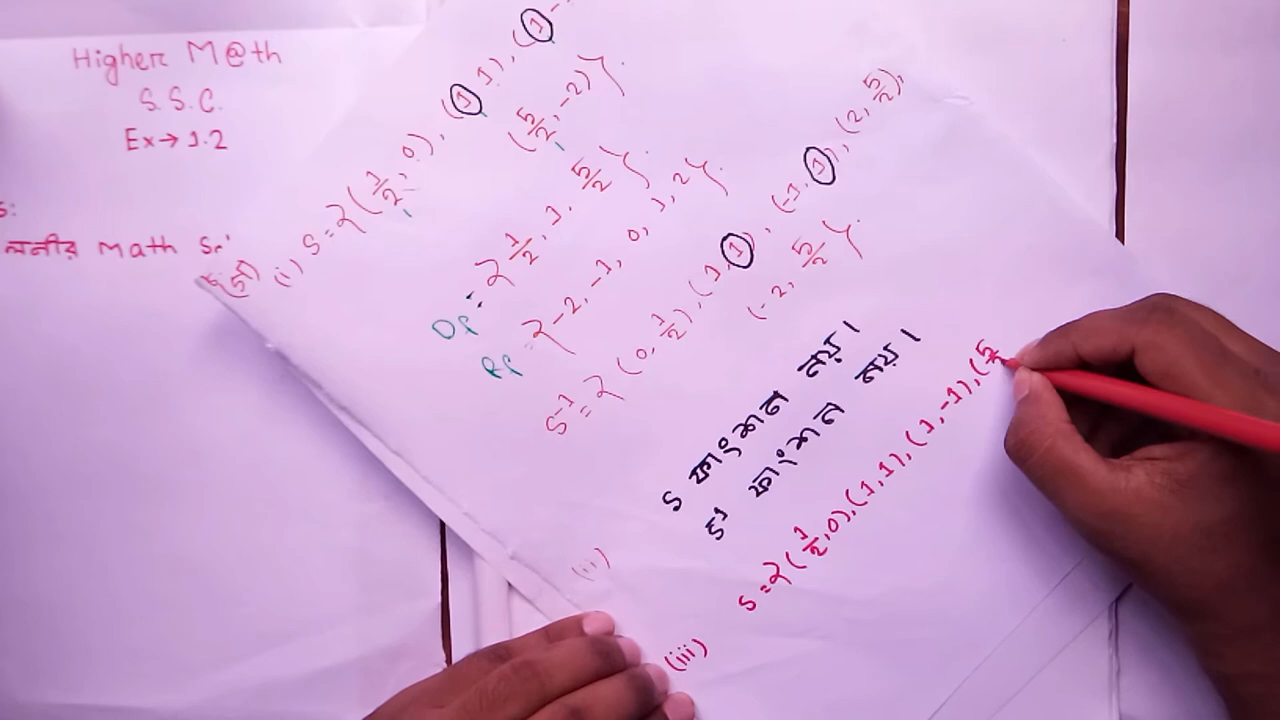 Higher M@th
S.S.C.
Ex→1.2
s:
math Sr'
(i) S={(1/2, 0), (1, 1), (1, -
(5/2, -2)}.
Df = {1/2, 1, 5/2}.
Rf = {-2, -1, 0, 1, 2}.
S⁻¹={(0, 1/2), (1, 1), (-1, 1), (2, 5/2),
(-2, 5/2)}
(ii) S ফাংশন নয়।
S⁻¹ ফাংশন নয়।
(iii) S={(1/2, 0), (1, 1), (1, -1), (5/2